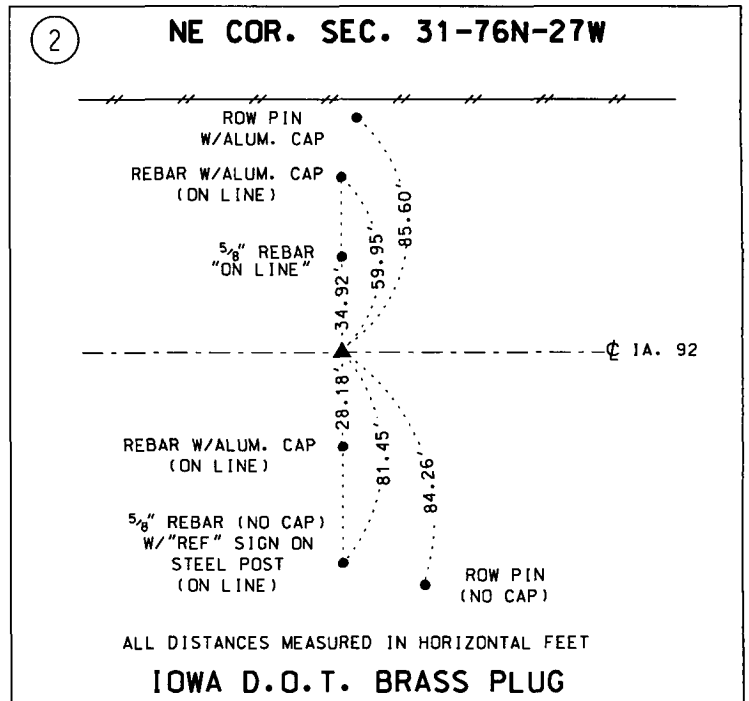 2
NE COR. SEC. 31-76N-27W
ROW PIN
W/ALUM. CAP
REBAR W/ALUM. CAP
(ON LINE)
5/8" REBAR
"ON LINE"
34.92'
59.95'
85.60'
℄ IA. 92
28.18'
81.45'
84.26'
REBAR W/ALUM. CAP
(ON LINE)
5/8" REBAR (NO CAP)
W/"REF" SIGN ON
STEEL POST
(ON LINE)
ROW PIN
(NO CAP)
ALL DISTANCES MEASURED IN HORIZONTAL FEET
IOWA D.O.T. BRASS PLUG